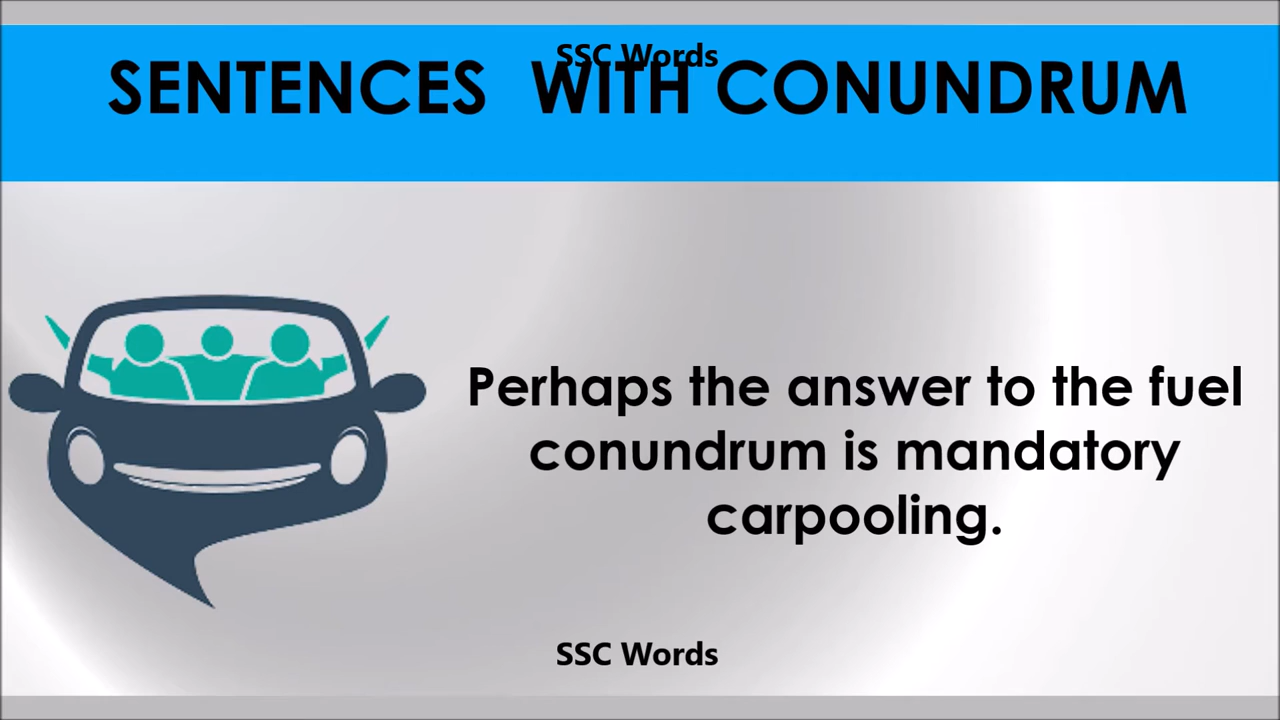 SSC Words
SENTENCES WITH CONUNDRUM
Perhaps the answer to the fuel
conundrum is mandatory
carpooling.
SSC Words